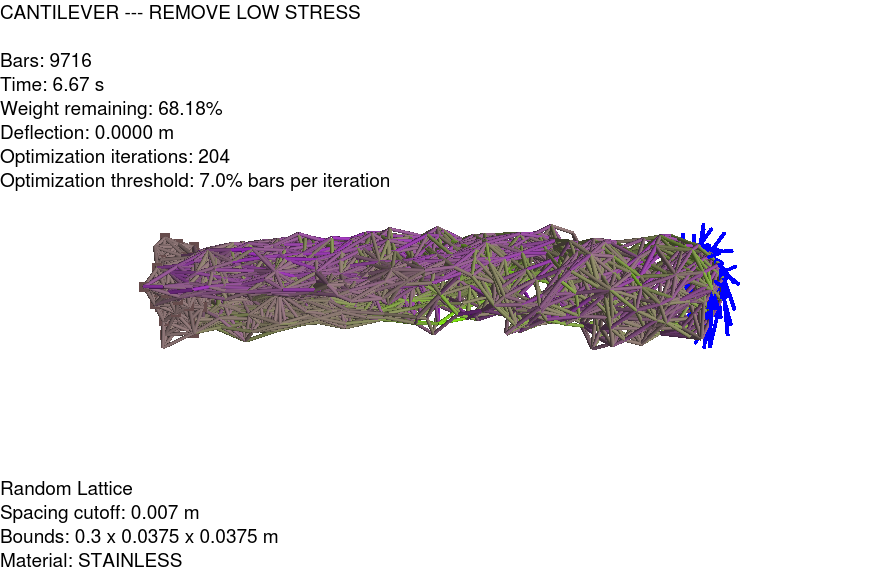 CANTILEVER --- REMOVE LOW STRESS
Bars: 9716
Time: 6.67 s
Weight remaining: 68.18%
Deflection: 0.0000 m
Optimization iterations: 204
Optimization threshold: 7.0% bars per iteration
Random Lattice
Spacing cutoff: 0.007 m
Bounds: 0.3 x 0.0375 x 0.0375 m
Material: STAINLESS